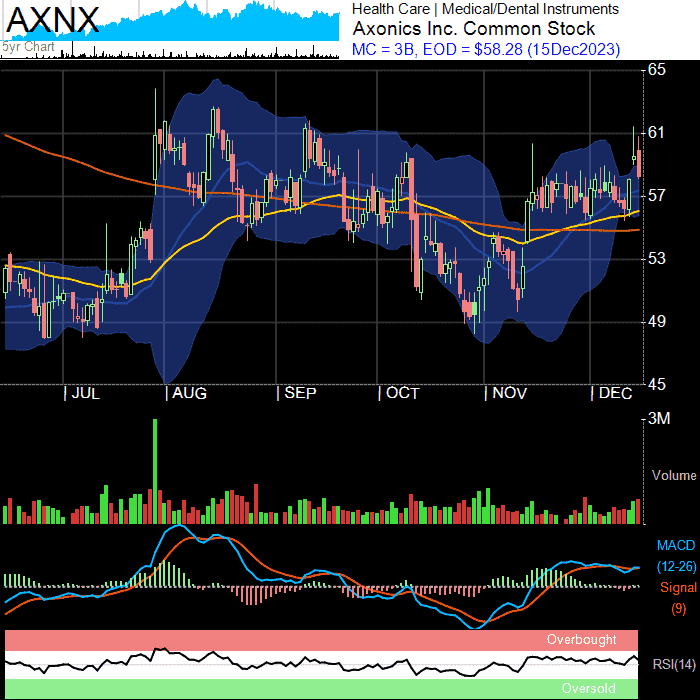 AXNX
5yr Chart
Health Care | Medical/Dental Instruments
Axonics Inc. Common Stock
MC = 3B, EOD = $58.28 (15Dec2023)
65
61
57
53
49
45
| JUL
| AUG
| SEP
| OCT
| NOV
| DEC
3M
Volume
MACD
(12-26)
Signal
(9)
Overbought
RSI(14)
Oversold